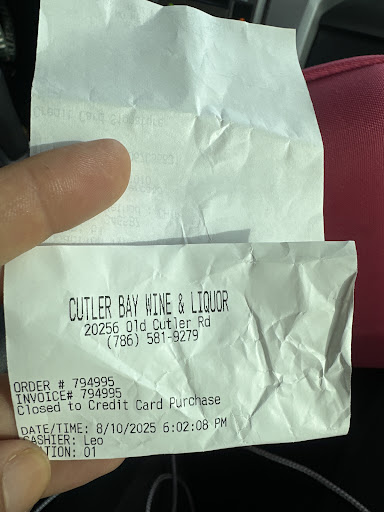 CUTLER BAY WINE & LIQUOR
20256 Old Cutler Rd
(786) 581-9279
ORDER # 794995
INVOICE# 794995
Closed to Credit Card Purchase
DATE/TIME: 8/10/2025 6:02:08 PM
CASHIER: Leo
TION: 01